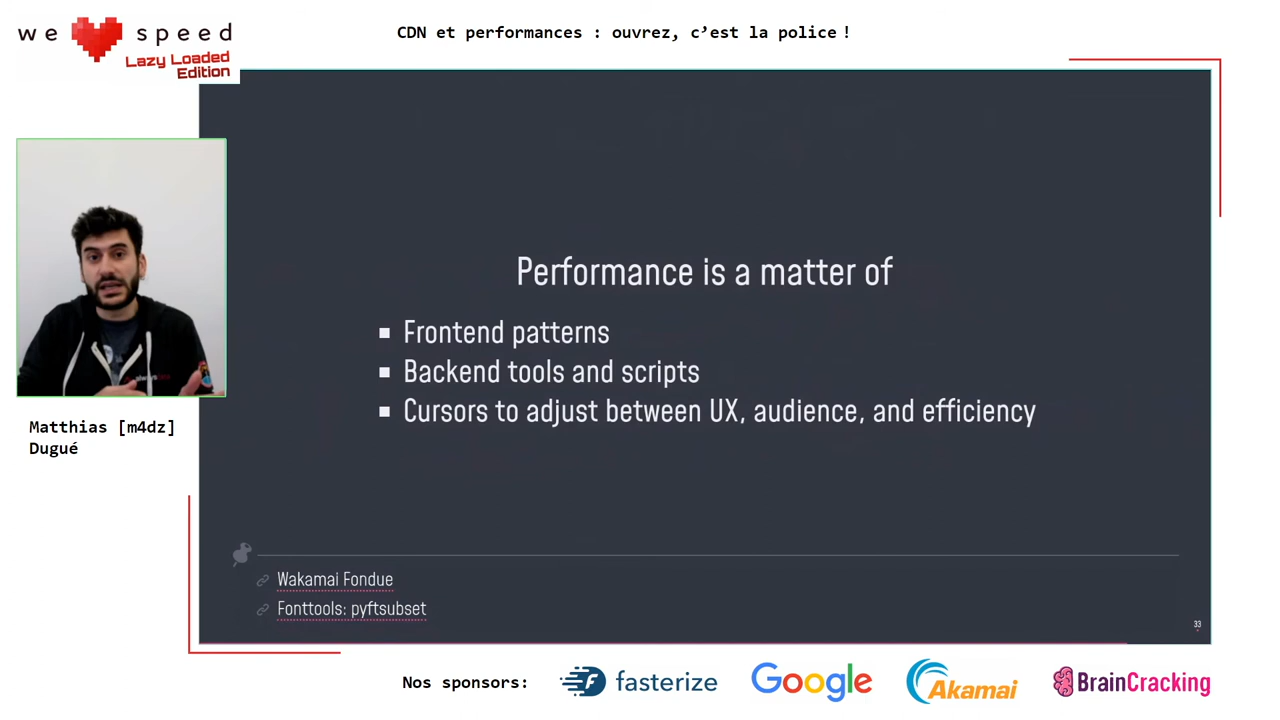 we speed
Lazy Loaded
Edition
CDN et performances : ouvrez, c’est la police !
Matthias [m4dz]
Dugué
Performance is a matter of
Frontend patterns
Backend tools and scripts
Cursors to adjust between UX, audience, and efficiency
Wakamai Fondue
Fonttools: pyftsubset
33
Nos sponsors:
fasterize
Google
Akamai
BrainCracking